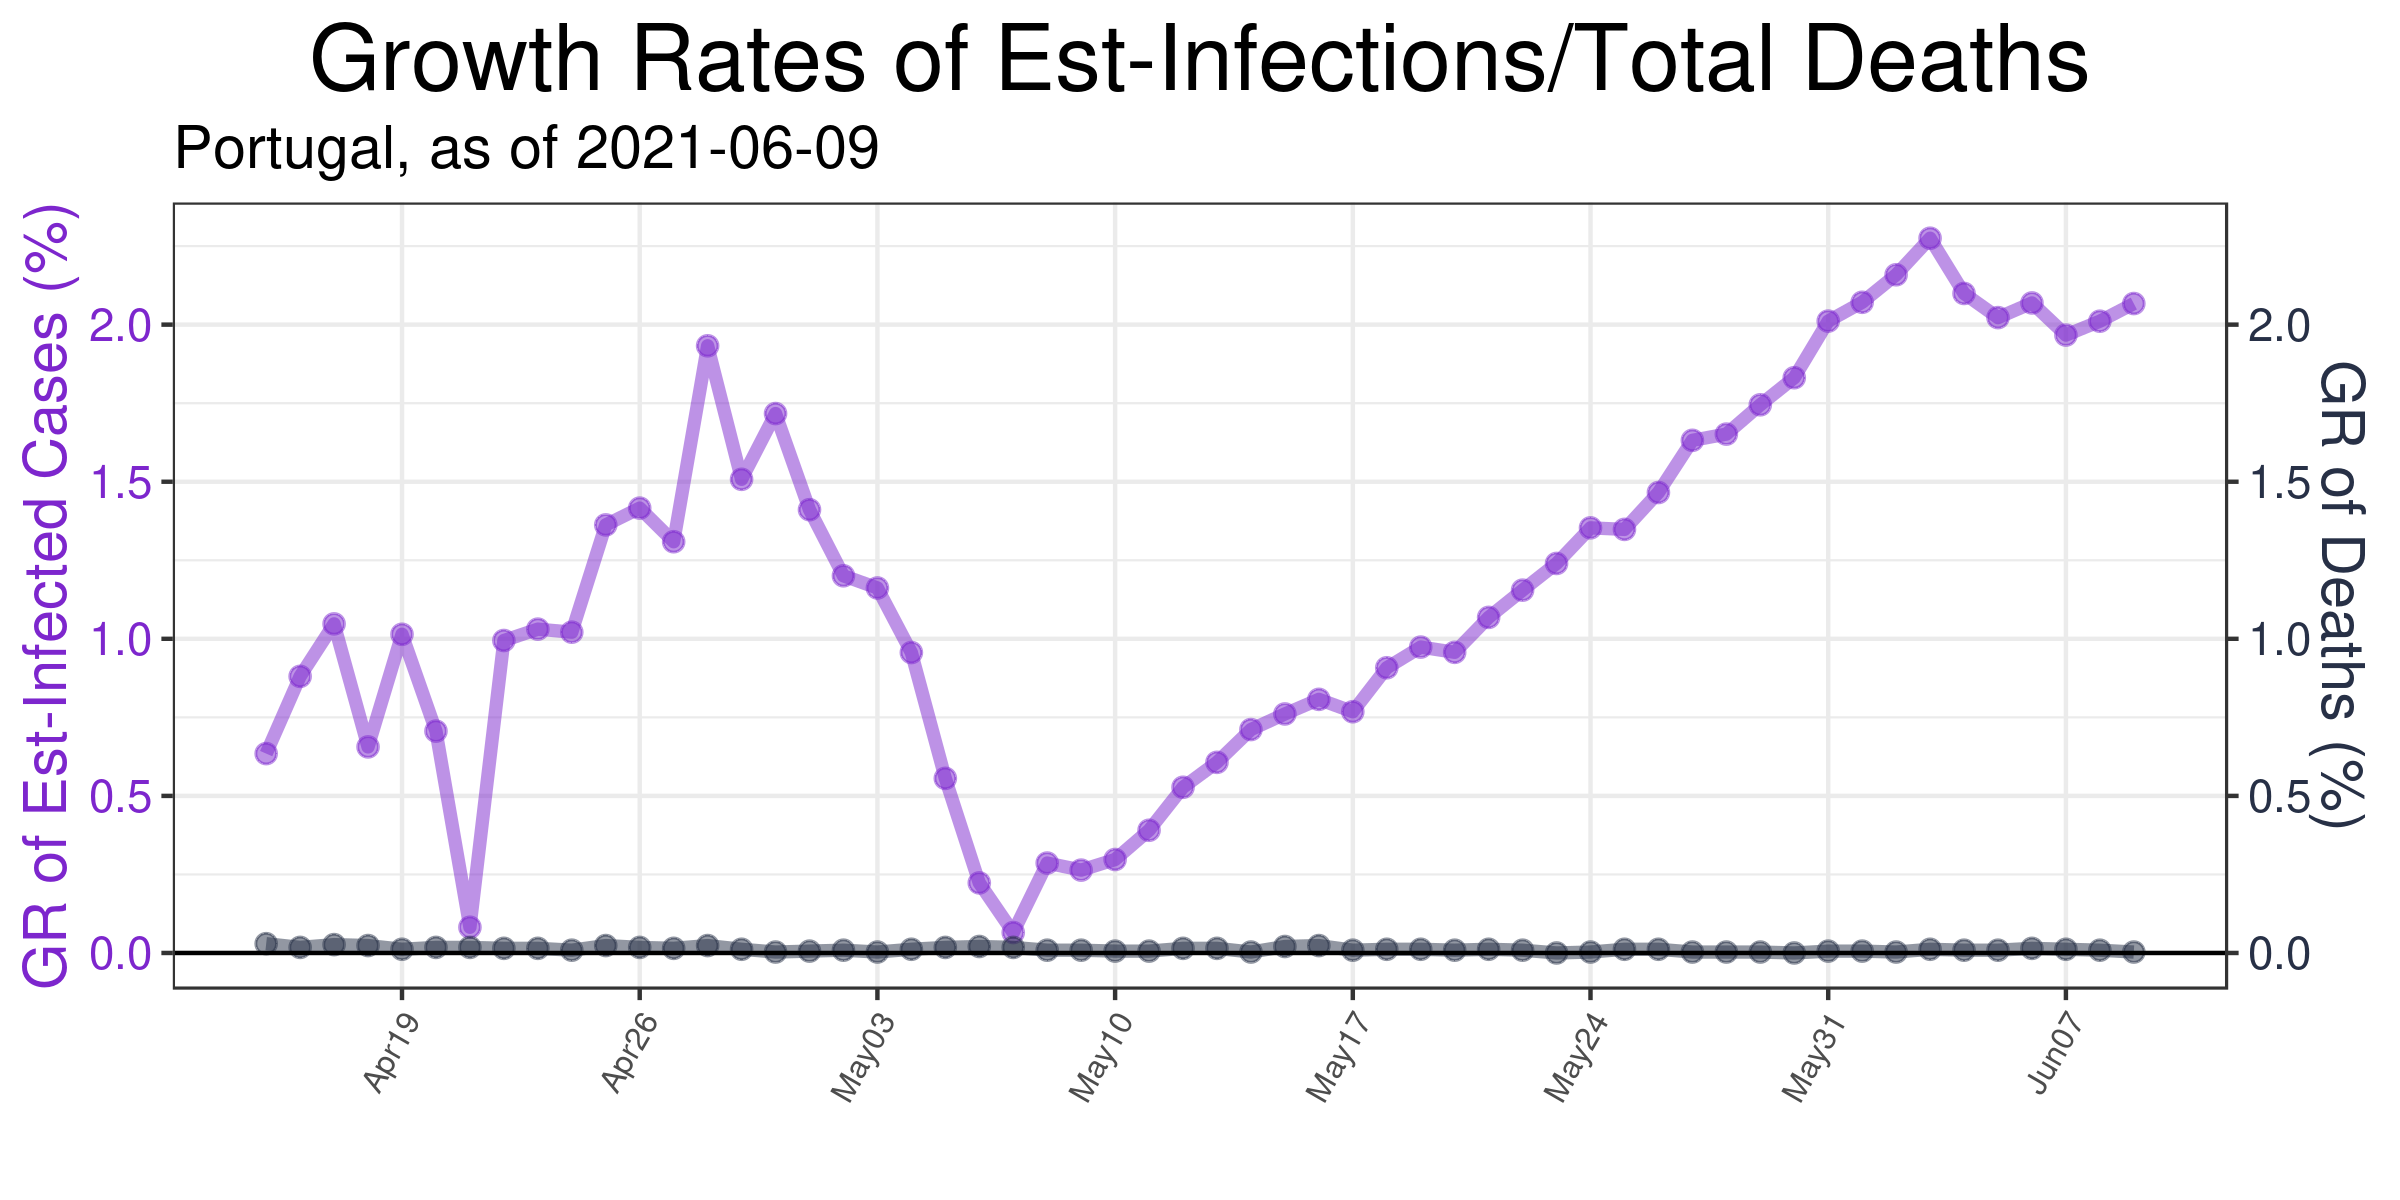 Growth Rates of Est-Infections/Total Deaths
Portugal, as of 2021-06-09
GR of Est-Infected Cases (%)
2.0
1.5
1.0
0.5
0.0
2.0
1.5
1.0
0.5
0.0
GR of Deaths (%)
Apr19
Apr26
May03
May10
May17
May24
May31
Jun07